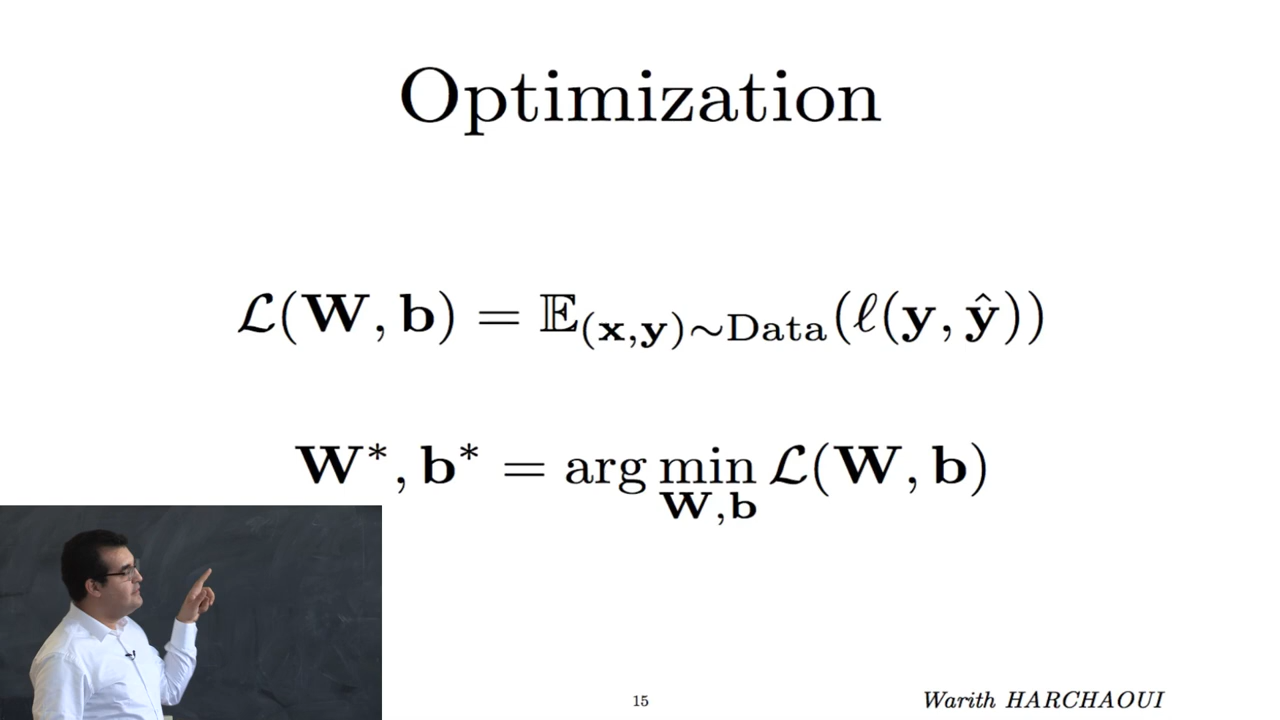 Optimization
𝓛(𝐖, 𝐛) = 𝔼₍𝐱,𝐲₎∼Data(ℓ(𝐲, 𝐲̂))
𝐖*, 𝐛* = arg min 𝓛(𝐖, 𝐛)
𝐖,𝐛
15
Warith HARCHAOUI